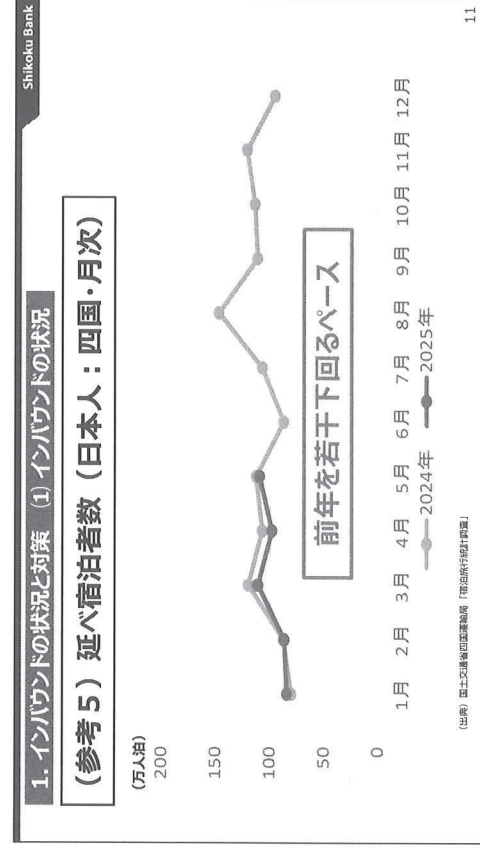 Shikoku Bank
1. インバウンドの状況と対策 (1) インバウンドの状況
(参考5) 延べ宿泊者数（日本人：四国・月次）
(万人泊)
200
150
100
50
0
前年を若干下回るペース
1月 2月 3月 4月 5月 6月 7月 8月 9月 10月 11月 12月
2024年 2025年
(出典) 国土交通省四国運輸局「宿泊旅行統計調査」
11